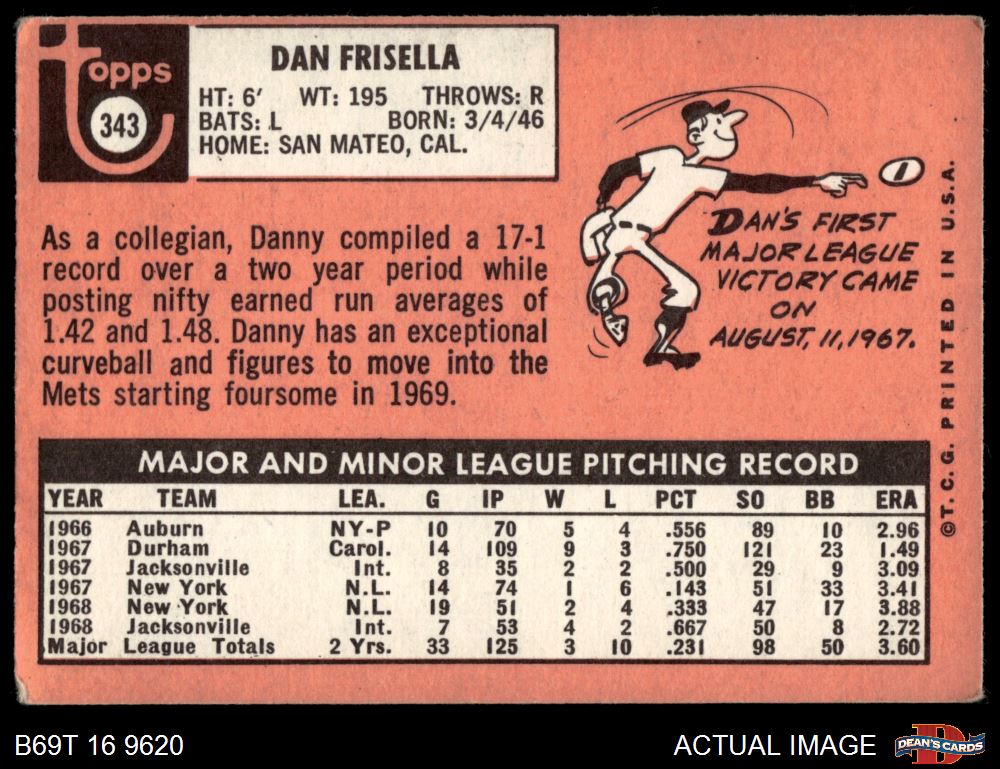 Topps
343
DAN FRISELLA
HT: 6' WT: 195 THROWS: R
BATS: L BORN: 3/4/46
HOME: SAN MATEO, CAL.
As a collegian, Danny compiled a 17-1
record over a two year period while
posting nifty earned run averages of
1.42 and 1.48. Danny has an exceptional
curveball and figures to move into the
Mets starting foursome in 1969.
1
DAN'S FIRST
MAJOR LEAGUE
VICTORY CAME
ON
AUGUST, 11, 1967.
©T.C.G. PRINTED IN U.S.A.
MAJOR AND MINOR LEAGUE PITCHING RECORD
YEAR TEAM LEA. G IP W L PCT SO BB ERA
1966 Auburn NY-P 10 70 5 4 .556 89 10 2.96
1967 Durham Carol. 14 109 9 3 .750 121 23 1.49
1967 Jacksonville Int. 8 35 2 2 .500 29 9 3.09
1967 New York N.L. 14 74 1 6 .143 51 33 3.41
1968 New York N.L. 19 51 2 4 .333 47 17 3.88
1968 Jacksonville Int. 7 53 4 2 .667 50 8 2.72
Major League Totals 2 Yrs. 33 125 3 10 .231 98 50 3.60
B69T 16 9620
ACTUAL IMAGE
D
DEAN'S CARDS